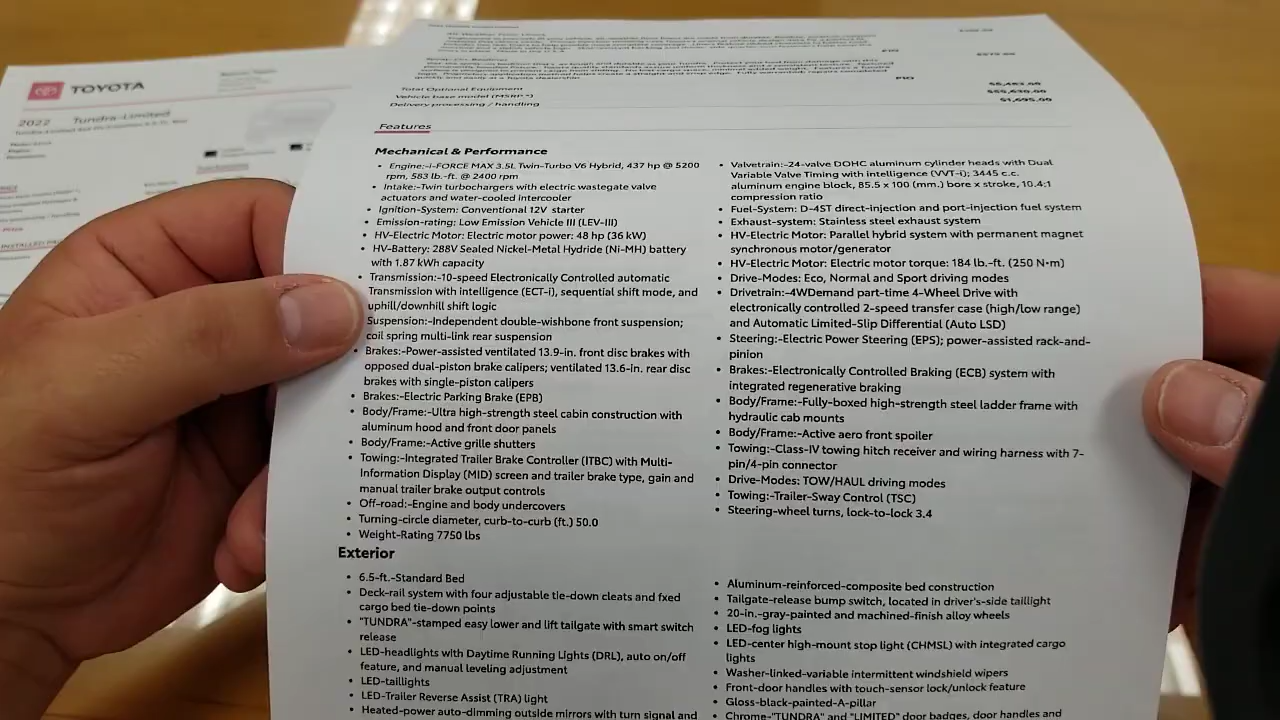 TOYOTA
2022 Tundra-Limited
Total Optional Equipment
Vehicle base model (MSRP*)
Delivery processing / handling
Features
Mechanical & Performance
• Engine:-i-FORCE MAX 3.5L Twin-Turbo V6 Hybrid, 437 hp @ 5200
rpm, 583 lb.-ft. @ 2400 rpm
• Intake:-Twin turbochargers with electric wastegate valve
actuators and water-cooled intercooler
• Ignition-System: Conventional 12V starter
• Emission-rating: Low Emission Vehicle III (LEV-III)
• HV-Electric Motor: Electric motor power: 48 hp (36 kW)
• HV-Battery: 288V Sealed Nickel-Metal Hydride (Ni-MH) battery
with 1.87 kWh capacity
• Transmission:-10-speed Electronically Controlled automatic
Transmission with intelligence (ECT-i), sequential shift mode, and
uphill/downhill shift logic
Suspension:-Independent double-wishbone front suspension;
coil spring multi-link rear suspension
• Brakes:-Power-assisted ventilated 13.9-in. front disc brakes with
opposed dual-piston brake calipers; ventilated 13.6-in. rear disc
brakes with single-piston calipers
• Brakes:-Electric Parking Brake (EPB)
• Body/Frame:-Ultra high-strength steel cabin construction with
aluminum hood and front door panels
• Body/Frame:-Active grille shutters
• Towing:-Integrated Trailer Brake Controller (ITBC) with Multi-
Information Display (MID) screen and trailer brake type, gain and
manual trailer brake output controls
• Off-road:-Engine and body undercovers
• Turning-circle diameter, curb-to-curb (ft.) 50.0
• Weight-Rating 7750 lbs
• Valvetrain:-24-valve DOHC aluminum cylinder heads with Dual
Variable Valve Timing with intelligence (VVT-i); 3445 c.c.
aluminum engine block, 85.5 x 100 (mm.) bore x stroke, 10.4:1
compression ratio
• Fuel-System: D-4ST direct-injection and port-injection fuel system
• Exhaust-system: Stainless steel exhaust system
• HV-Electric Motor: Parallel hybrid system with permanent magnet
synchronous motor/generator
• HV-Electric Motor: Electric motor torque: 184 lb.-ft. (250 N•m)
• Drive-Modes: Eco, Normal and Sport driving modes
• Drivetrain:-4WDemand part-time 4-Wheel Drive with
electronically controlled 2-speed transfer case (high/low range)
and Automatic Limited-Slip Differential (Auto LSD)
• Steering:-Electric Power Steering (EPS); power-assisted rack-and-
pinion
• Brakes:-Electronically Controlled Braking (ECB) system with
integrated regenerative braking
• Body/Frame:-Fully-boxed high-strength steel ladder frame with
hydraulic cab mounts
• Body/Frame:-Active aero front spoiler
• Towing:-Class-IV towing hitch receiver and wiring harness with 7-
pin/4-pin connector
• Drive-Modes: TOW/HAUL driving modes
• Towing:-Trailer-Sway Control (TSC)
• Steering-wheel turns, lock-to-lock 3.4
Exterior
• 6.5-ft.-Standard Bed
• Deck-rail system with four adjustable tie-down cleats and fxed
cargo bed tie-down points
• "TUNDRA"-stamped easy lower and lift tailgate with smart switch
release
• LED-headlights with Daytime Running Lights (DRL), auto on/off
feature, and manual leveling adjustment
• LED-taillights
• LED-Trailer Reverse Assist (TRA) light
• Heated-power auto-dimming outside mirrors with turn signal and
• Aluminum-reinforced-composite bed construction
• Tailgate-release bump switch, located in driver's-side taillight
• 20-in.-gray-painted and machined-finish alloy wheels
• LED-fog lights
• LED-center high-mount stop light (CHMSL) with integrated cargo
lights
• Washer-linked-variable intermittent windshield wipers
• Front-door handles with touch-sensor lock/unlock feature
• Gloss-black-painted-A-pillar
• Chrome-"TUNDRA" and "LIMITED" door badges, door handles and